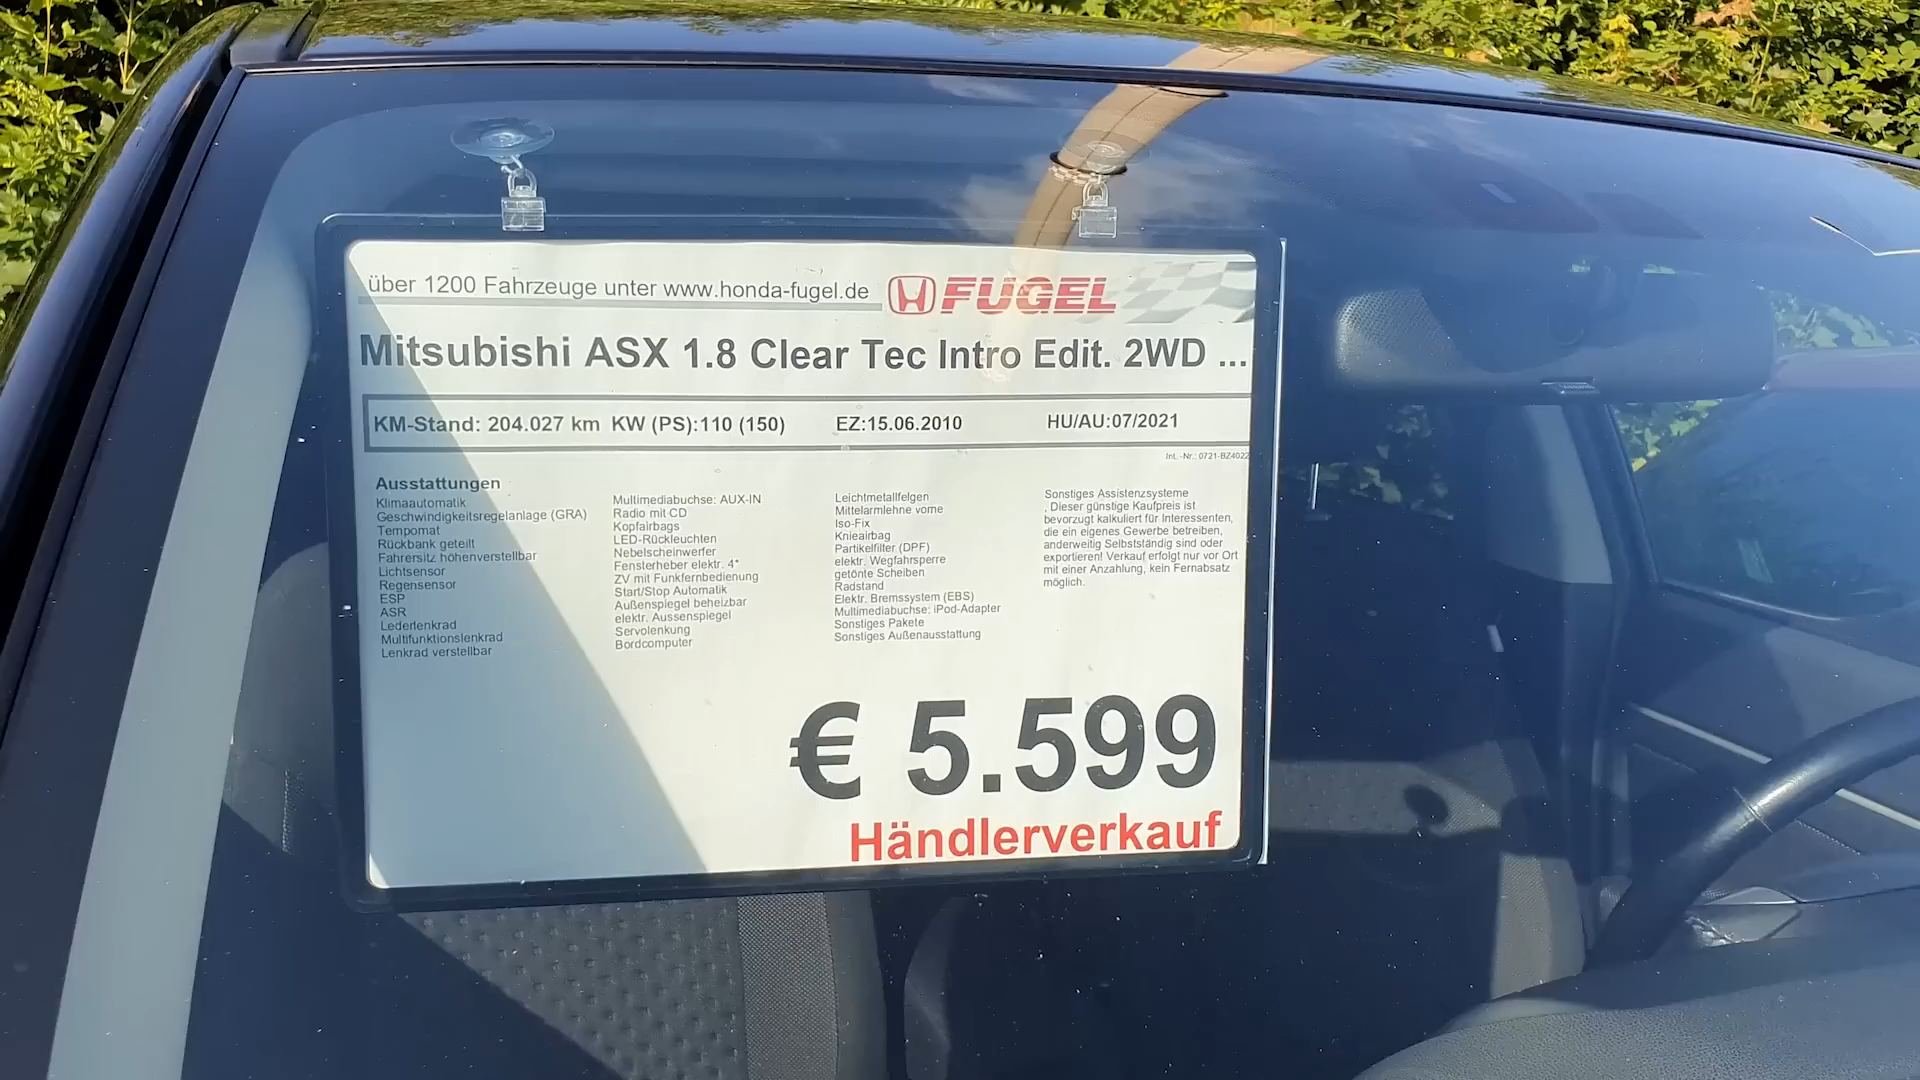 über 1200 Fahrzeuge unter www.honda-fugel.de FUGEL
Mitsubishi ASX 1.8 Clear Tec Intro Edit. 2WD ...
KM-Stand: 204.027 km KW (PS):110 (150) EZ:15.06.2010 HU/AU:07/2021
Int. -Nr.: 0721-BZ4022
Ausstattungen
Klimaautomatik
Geschwindigkeitsregelanlage (GRA)
Tempomat
Rückbank geteilt
Fahrersitz höhenverstellbar
Lichtsensor
Regensensor
ESP
ASR
Lederlenkrad
Multifunktionslenkrad
Lenkrad verstellbar
Multimediabuchse: AUX-IN
Radio mit CD
Kopfairbags
LED-Rückleuchten
Nebelscheinwerfer
Fensterheber elektr. 4*
ZV mit Funkfernbedienung
Start/Stop Automatik
Außenspiegel beheizbar
elektr. Aussenspiegel
Servolenkung
Bordcomputer
Leichtmetallfelgen
Mittelarmlehne vorne
Iso-Fix
Knieairbag
Partikelfilter (DPF)
elektr. Wegfahrsperre
getönte Scheiben
Radstand
Elektr. Bremssystem (EBS)
Multimediabuchse: iPod-Adapter
Sonstiges Pakete
Sonstiges Außenausstattung
Sonstiges Assistenzsysteme
, Dieser günstige Kaufpreis ist
bevorzugt kalkuliert für Interessenten,
die ein eigenes Gewerbe betreiben,
anderweitig Selbstständig sind oder
exportieren! Verkauf erfolgt nur vor Ort
mit einer Anzahlung, kein Fernabsatz
möglich.
€ 5.599
Händlerverkauf